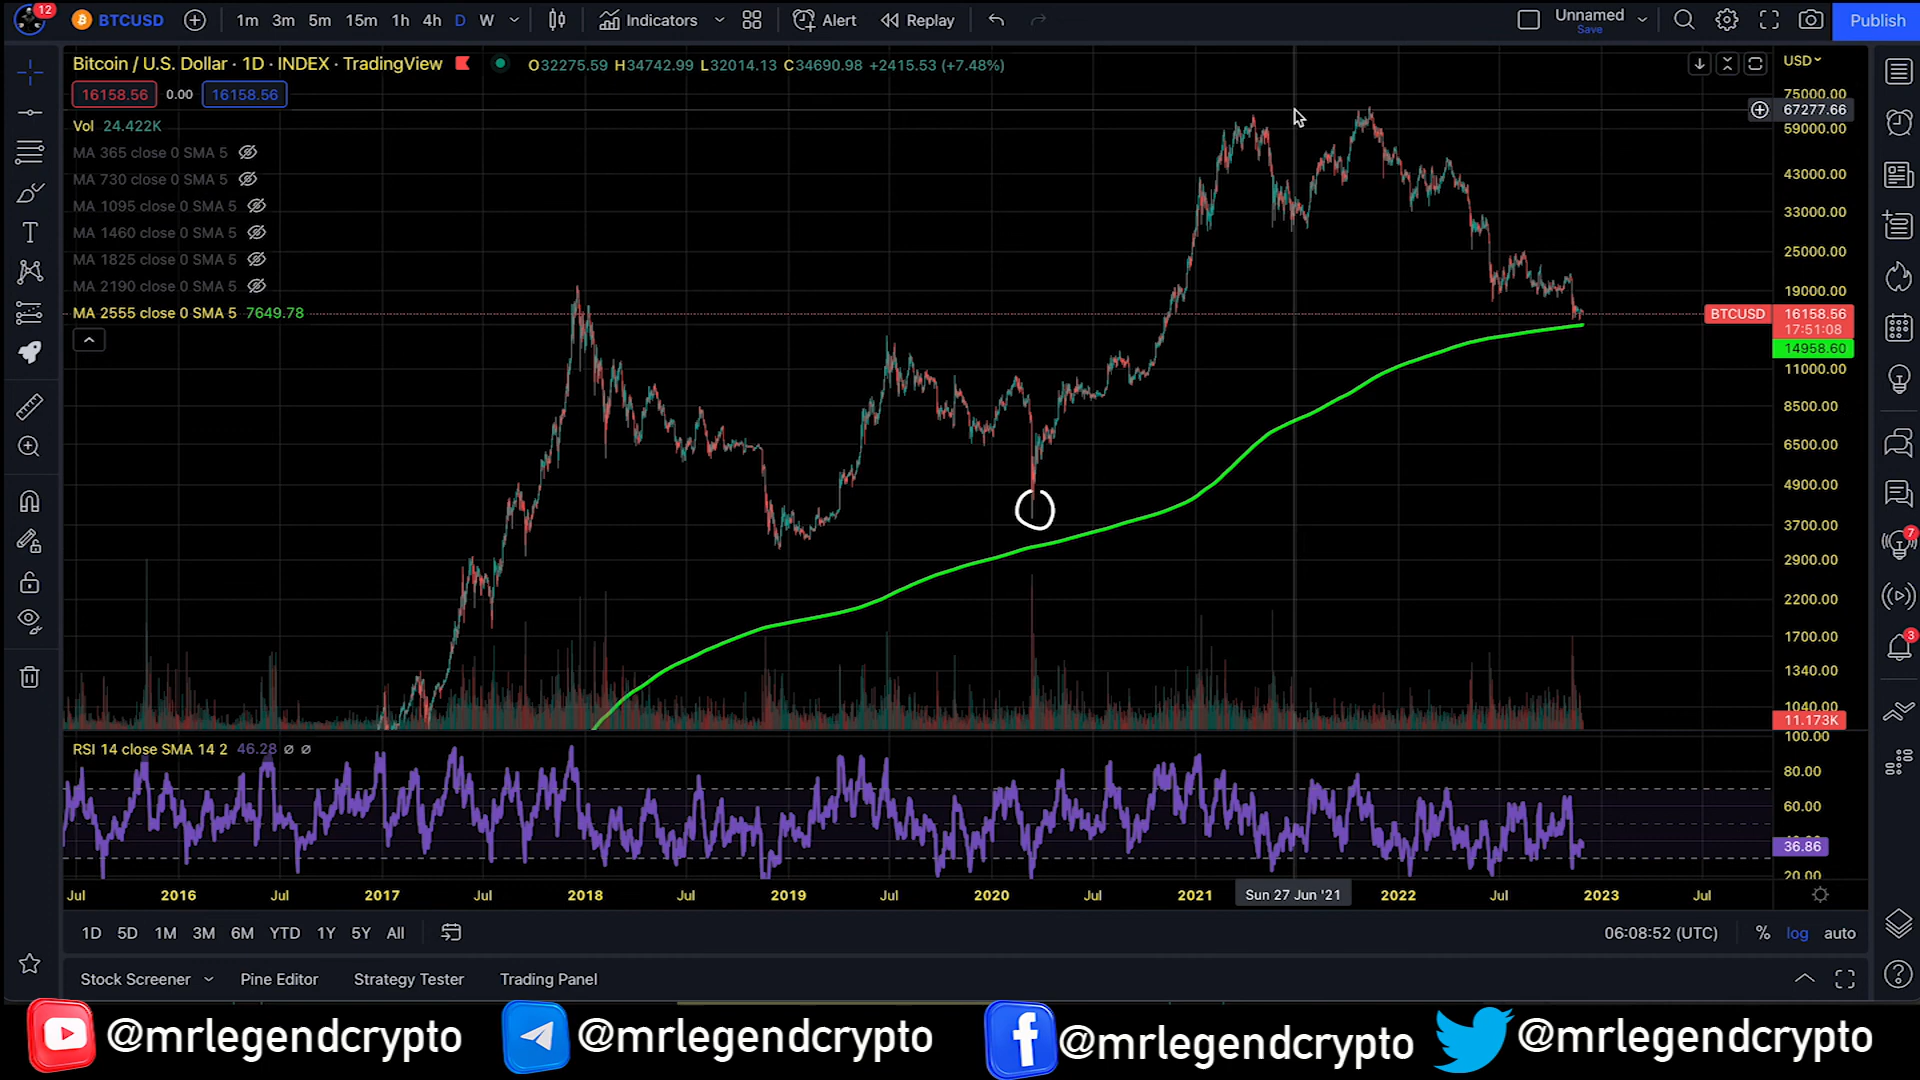 12
BTCUSD
1m 3m 5m 15m 1h 4h D W
Indicators
Alert
Replay
Unnamed
Save
Publish
Bitcoin / U.S. Dollar · 1D · INDEX · TradingView
O32275.59 H34742.99 L32014.13 C34690.98 +2415.53 (+7.48%)
USD
16158.56 0.00 16158.56
75000.00
67277.66
Vol 24.422K
59000.00
MA 365 close 0 SMA 5
43000.00
MA 730 close 0 SMA 5
MA 1095 close 0 SMA 5
33000.00
MA 1460 close 0 SMA 5
25000.00
MA 1825 close 0 SMA 5
MA 2190 close 0 SMA 5
19000.00
MA 2555 close 0 SMA 5 7649.78
BTCUSD 16158.56
17:51:08
14958.60
11000.00
8500.00
6500.00
4900.00
3700.00
7
2900.00
2200.00
1700.00
3
1340.00
1040.00
11.173K
100.00
RSI 14 close SMA 14 2 46.28 ø ø
80.00
60.00
36.86
20.00
Jul 2016 Jul 2017 Jul 2018 Jul 2019 Jul 2020 Jul 2021 Sun 27 Jun '21 2022 Jul 2023 Jul
1D 5D 1M 3M 6M YTD 1Y 5Y All
06:08:52 (UTC) % log auto
Stock Screener Pine Editor Strategy Tester Trading Panel
@mrlegendcrypto @mrlegendcrypto @mrlegendcrypto @mrlegendcrypto